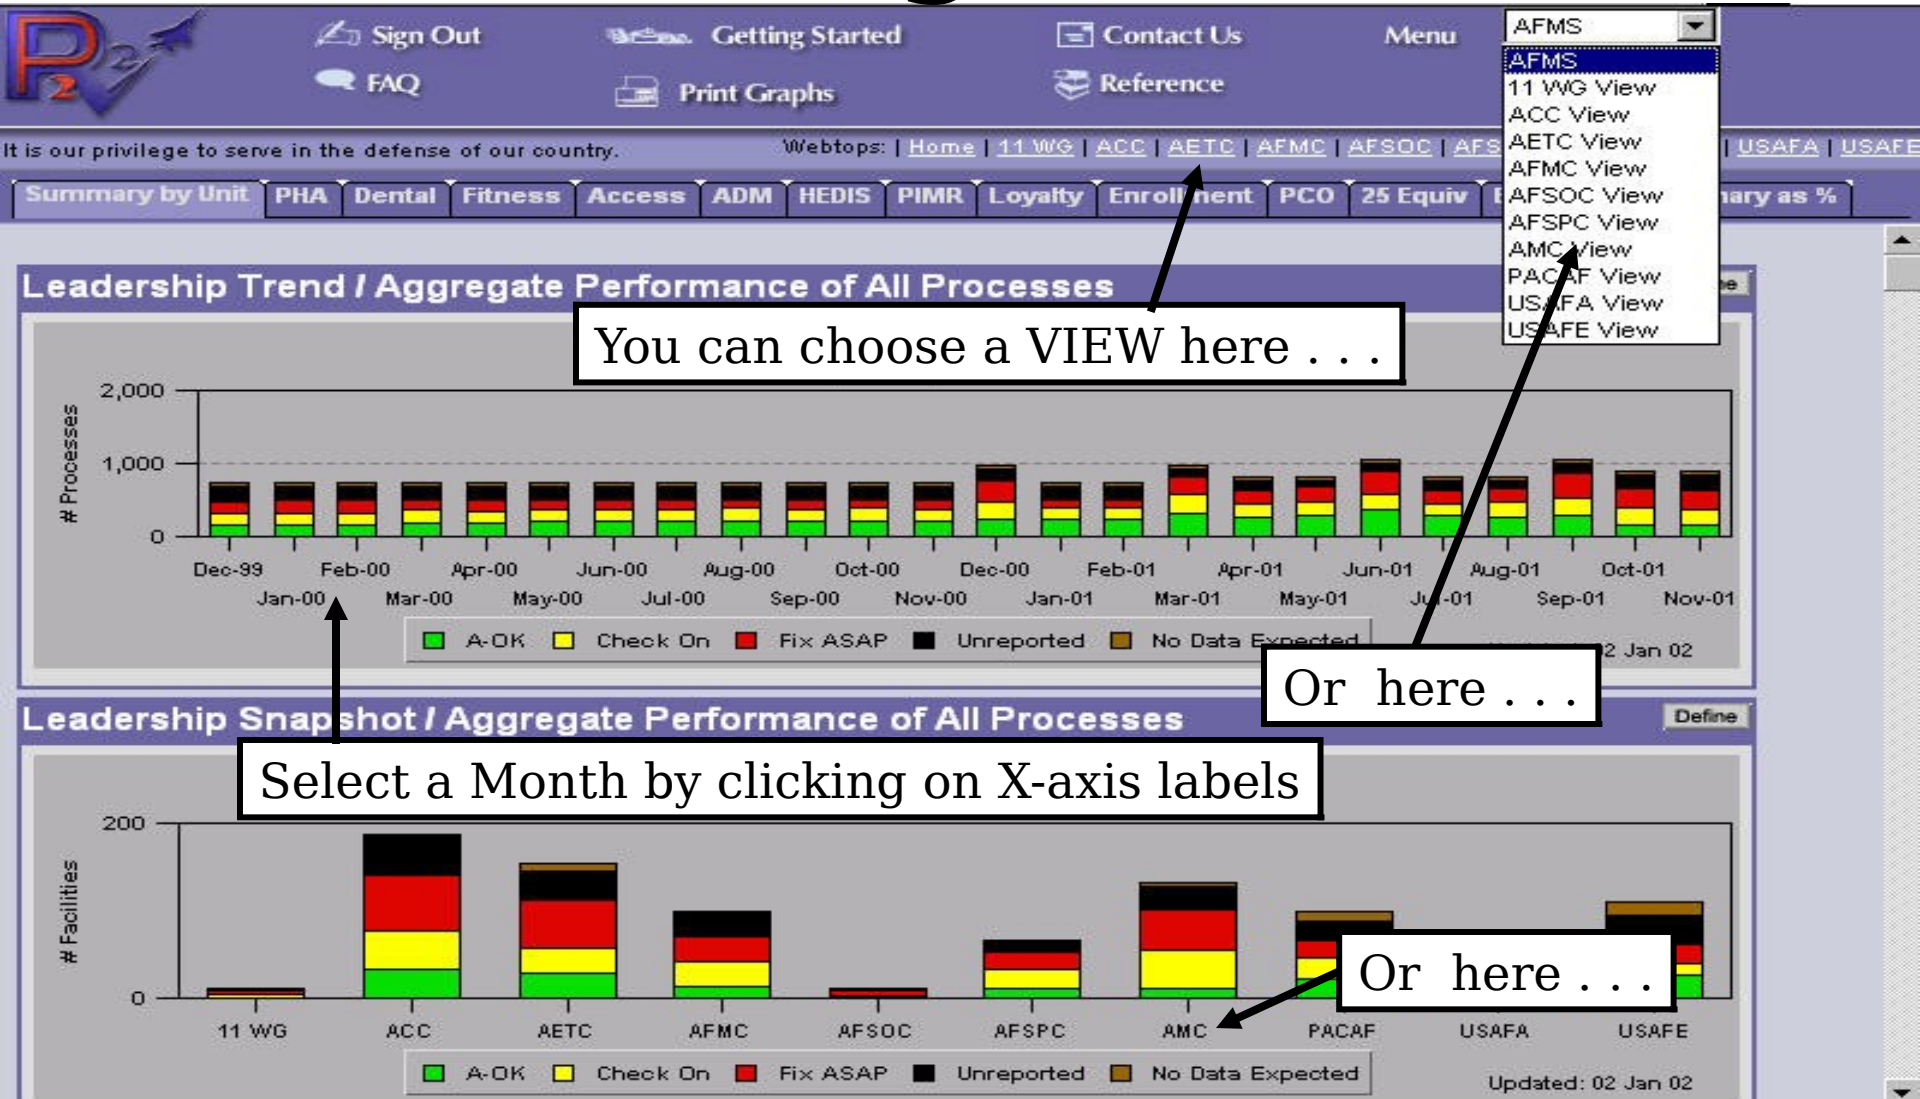 P2R2
Sign Out
Getting Started
Contact Us
Menu
AFMS
FAQ
Print Graphs
Reference
AFMS
11 WG View
ACC View
AETC View
AFMC View
AFSOC View
AFSPC View
AMC View
PACAF View
USAFA View
USAFE View
It is our privilege to serve in the defense of our country.
Webtops: | Home | 11 WG | ACC | AETC | AFMC | AFSOC | AFS | USAFA | USAFE
Summary by Unit PHA Dental Fitness Access ADM HEDIS PIMR Loyalty Enrollment PCO 25 Equiv as %
Leadership Trend / Aggregate Performance of All Processes
You can choose a VIEW here . . .
2,000
1,000
0
# Processes
Dec-99 Feb-00 Apr-00 Jun-00 Aug-00 Oct-00 Dec-00 Feb-01 Apr-01 Jun-01 Aug-01 Oct-01
Jan-00 Mar-00 May-00 Jul-00 Sep-00 Nov-00 Jan-01 Mar-01 May-01 Jul-01 Sep-01 Nov-01
A-OK Check On Fix ASAP Unreported No Data Expected
02 Jan 02
Or here . . .
Leadership Snapshot / Aggregate Performance of All Processes
Define
Select a Month by clicking on X-axis labels
200
0
# Facilities
Or here . . .
11 WG ACC AETC AFMC AFSOC AFSPC AMC PACAF USAFA USAFE
A-OK Check On Fix ASAP Unreported No Data Expected
Updated: 02 Jan 02